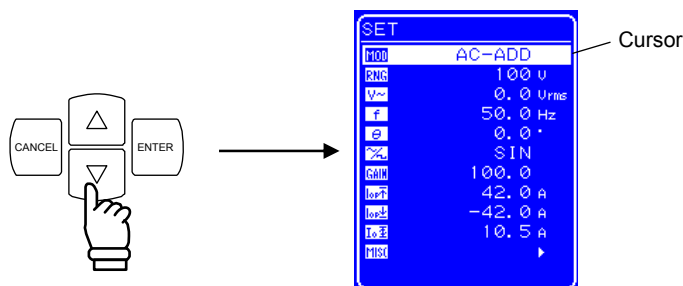 CANCEL
ENTER
SET
MOD AC-ADD
RNG 100 V
V~ 0.0 Vrms
f 50.0 Hz
θ 0.0 °
SIN
GAIN 100.0
42.0 A
-42.0 A
10.5 A
MISC
Cursor